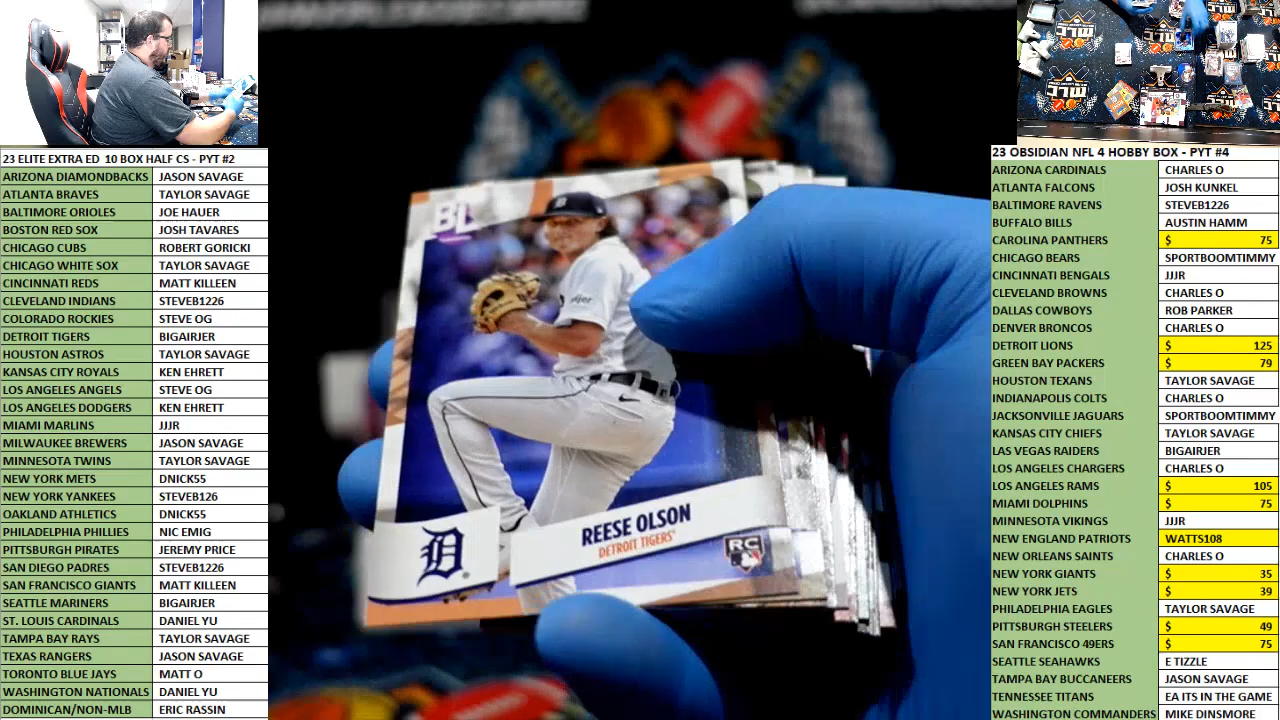 23 ELITE EXTRA ED 10 BOX HALF CS - PYT #2
ARIZONA DIAMONDBACKS JASON SAVAGE
ATLANTA BRAVES TAYLOR SAVAGE
BALTIMORE ORIOLES JOE HAUER
BOSTON RED SOX JOSH TAVARES
CHICAGO CUBS ROBERT GORICKI
CHICAGO WHITE SOX TAYLOR SAVAGE
CINCINNATI REDS MATT KILLEEN
CLEVELAND INDIANS STEVEB1226
COLORADO ROCKIES STEVE OG
DETROIT TIGERS BIGAIRJER
HOUSTON ASTROS TAYLOR SAVAGE
KANSAS CITY ROYALS KEN EHRETT
LOS ANGELES ANGELS STEVE OG
LOS ANGELES DODGERS KEN EHRETT
MIAMI MARLINS JJJR
MILWAUKEE BREWERS JASON SAVAGE
MINNESOTA TWINS TAYLOR SAVAGE
NEW YORK METS DNICK55
NEW YORK YANKEES STEVEB126
OAKLAND ATHLETICS DNICK55
PHILADELPHIA PHILLIES NIC EMIG
PITTSBURGH PIRATES JEREMY PRICE
SAN DIEGO PADRES STEVEB1226
SAN FRANCISCO GIANTS MATT KILLEEN
SEATTLE MARINERS BIGAIRJER
ST. LOUIS CARDINALS DANIEL YU
TAMPA BAY RAYS TAYLOR SAVAGE
TEXAS RANGERS JASON SAVAGE
TORONTO BLUE JAYS MATT O
WASHINGTON NATIONALS DANIEL YU
DOMINICAN/NON-MLB ERIC RASSIN
BL
REESE OLSON
DETROIT TIGERS
D
RC
23 OBSIDIAN NFL 4 HOBBY BOX - PYT #4
ARIZONA CARDINALS CHARLES O
ATLANTA FALCONS JOSH KUNKEL
BALTIMORE RAVENS STEVEB1226
BUFFALO BILLS AUSTIN HAMM
CAROLINA PANTHERS $ 75
CHICAGO BEARS SPORTBOOMTIMMY
CINCINNATI BENGALS JJJR
CLEVELAND BROWNS CHARLES O
DALLAS COWBOYS ROB PARKER
DENVER BRONCOS CHARLES O
DETROIT LIONS $ 125
GREEN BAY PACKERS $ 79
HOUSTON TEXANS TAYLOR SAVAGE
INDIANAPOLIS COLTS CHARLES O
JACKSONVILLE JAGUARS SPORTBOOMTIMMY
KANSAS CITY CHIEFS TAYLOR SAVAGE
LAS VEGAS RAIDERS BIGAIRJER
LOS ANGELES CHARGERS CHARLES O
LOS ANGELES RAMS $ 105
MIAMI DOLPHINS $ 75
MINNESOTA VIKINGS JJJR
NEW ENGLAND PATRIOTS WATTS108
NEW ORLEANS SAINTS CHARLES O
NEW YORK GIANTS $ 35
NEW YORK JETS $ 39
PHILADELPHIA EAGLES TAYLOR SAVAGE
PITTSBURGH STEELERS $ 49
SAN FRANCISCO 49ERS $ 75
SEATTLE SEAHAWKS E TIZZLE
TAMPA BAY BUCCANEERS JASON SAVAGE
TENNESSEE TITANS EA ITS IN THE GAME
WASHINGTON COMMANDERS MIKE DINSMORE